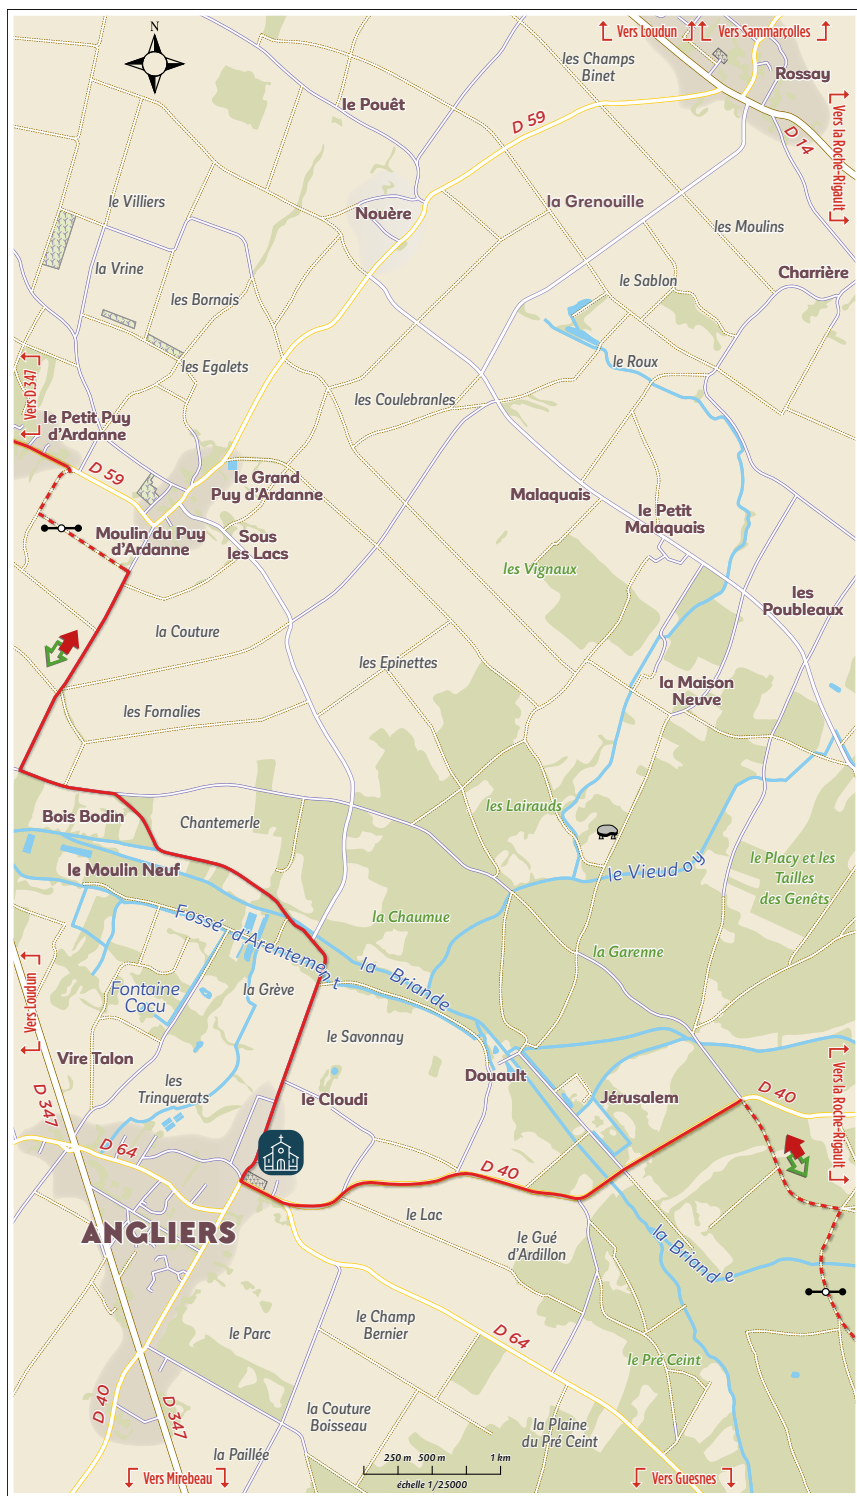 Vers Loudun
Vers Sammarçolles
N
les Champs
Binet
Rossay
le Pouêt
D 59
D 14
Vers la Roche-Rigault
le Villiers
la Grenouille
Nouère
les Moulins
la Vrine
Charrière
le Sablon
les Bornais
le Roux
les Egalets
Vers D 347
les Coulebranles
le Petit Puy
d'Ardanne
D 59
le Grand
Puy d'Ardanne
Malaquais
le Petit
Malaquais
Moulin du Puy
d'Ardanne
Sous
les Lacs
les Vignaux
les
Poubleaux
la Couture
les Epinettes
la Maison
Neuve
les Fornalies
les Lairauds
Bois Bodin
Chantemerle
le Vieudoy
le Placy et les
Tailles
des Genêts
le Moulin Neuf
Fossé d'Arentement
la Chaumue
la Garenne
la Briande
Vers Loudun
Fontaine
Cocu
la Grève
le Savonnay
Vire Talon
les
Trinquerats
Douault
Jérusalem
D 40
Vers la Roche-Rigault
le Cloudi
D 347
D 64
D 40
ANGLIERS
le Lac
le Gué
d'Ardillon
la Briande
le Parc
le Champ
Bernier
D 64
le Pré Ceint
D 40
D 347
la Couture
Boisseau
la Plaine
du Pré Ceint
la Paillée
250 m 500 m 1 km
échelle 1/25000
Vers Mirebeau
Vers Guesnes